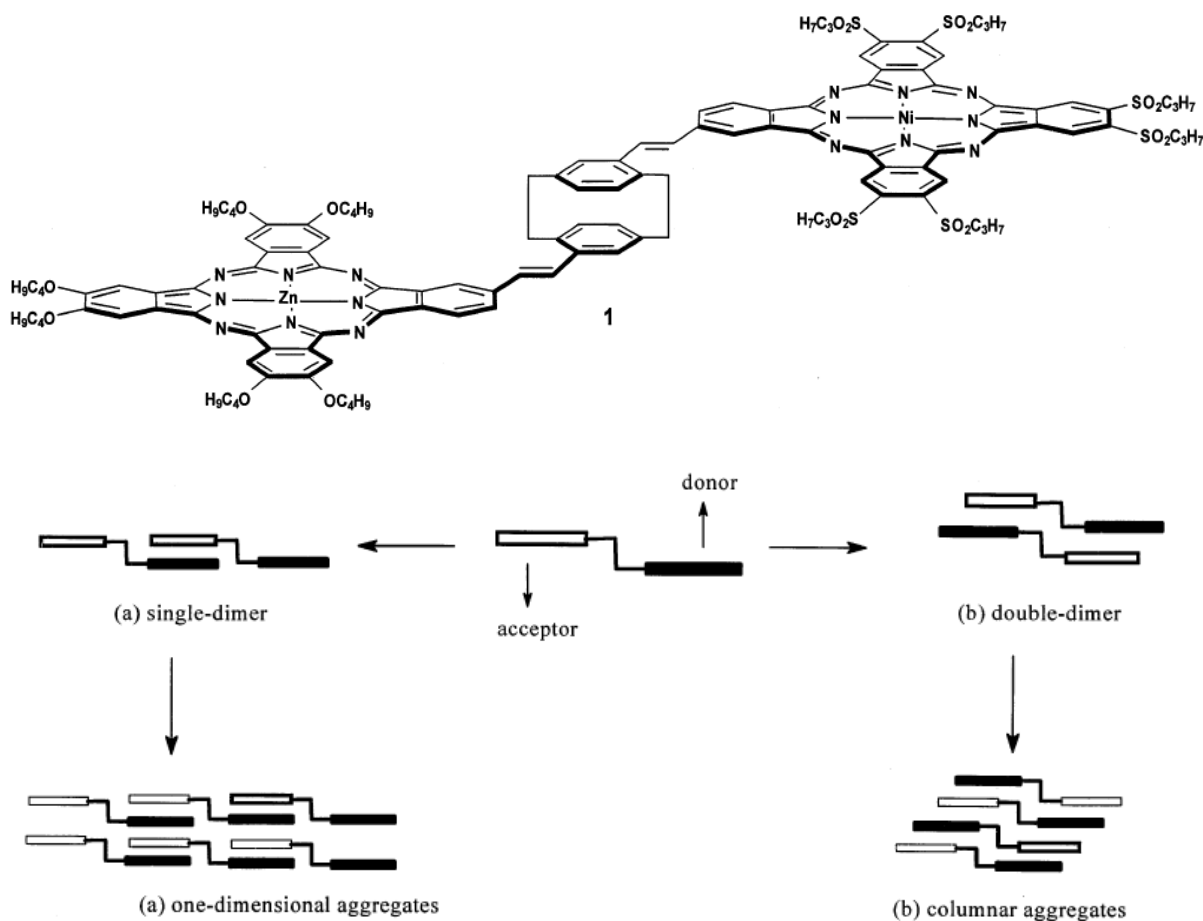 H7C3O2S SO2C3H7
N N N
SO2C3H7
N Ni N
SO2C3H7
N N N
H7C3O2S SO2C3H7
H9C4O OC4H9
N N N
H9C4O
N Zn N
H9C4O
N N N
1
H9C4O OC4H9
donor
(a) single-dimer
acceptor
(b) double-dimer
(a) one-dimensional aggregates
(b) columnar aggregates